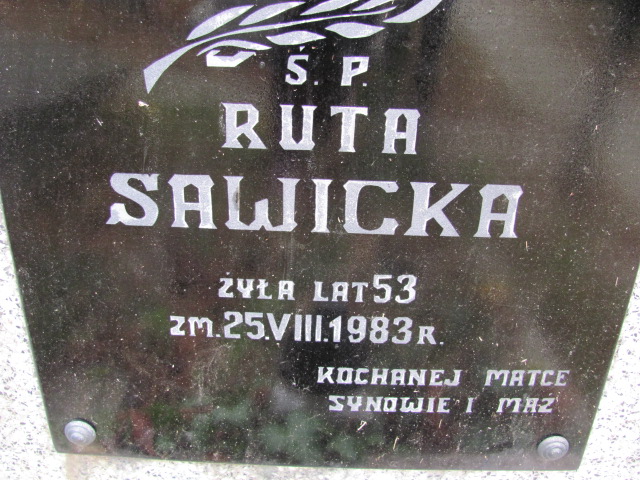 Ś. P.
RUTA
SAWICKA
ŻYŁA LAT 53
ZM. 25.VIII.1983 R.
KOCHANEJ MATCE
SYNOWIE I MĄŻ